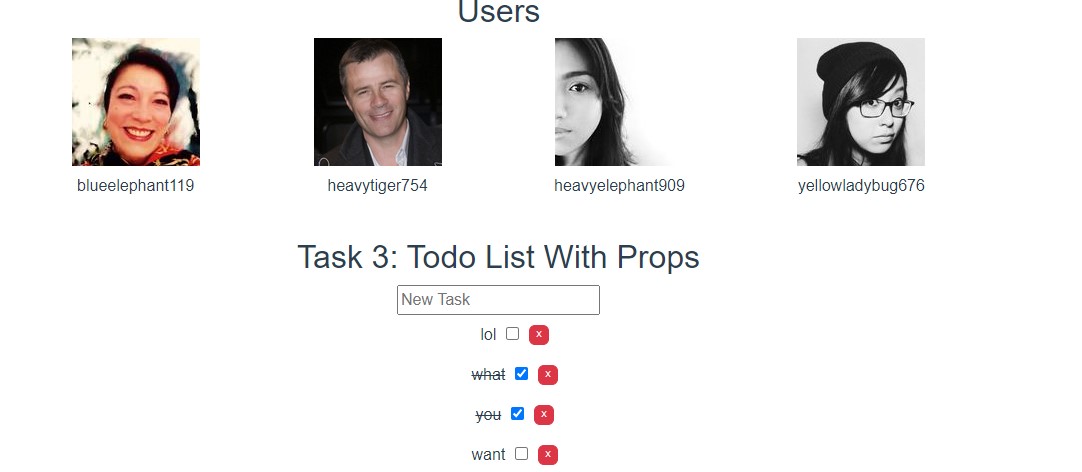 Users
blueelephant119 heavytiger754 heavyelephant909 yellowladybug676
Task 3: Todo List With Props
New Task
lol x
what x
you x
want x